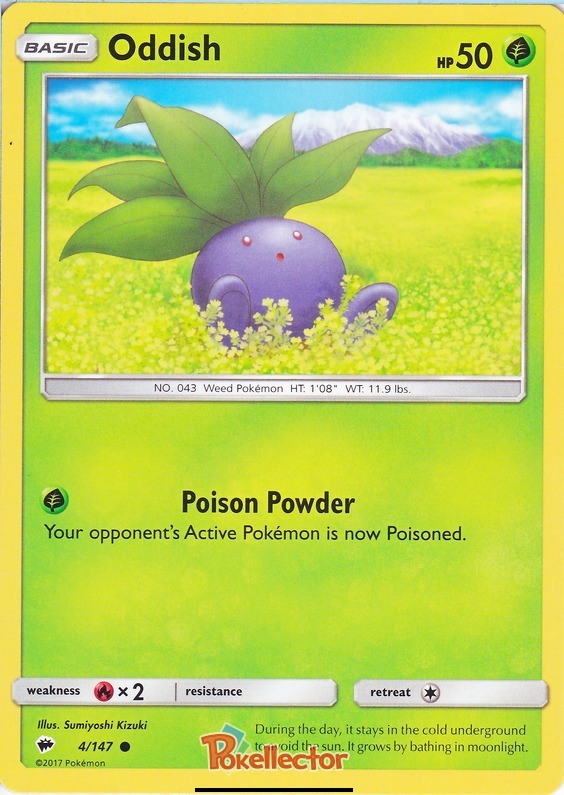 BASIC Oddish HP 50
NO. 043 Weed Pokémon HT: 1'08" WT: 11.9 lbs.
Poison Powder
Your opponent's Active Pokémon is now Poisoned.
weakness × 2 resistance retreat
Illus. Sumiyoshi Kizuki
4/147
©2017 Pokémon
During the day, it stays in the cold underground
to avoid the sun. It grows by bathing in moonlight.
Pokellector